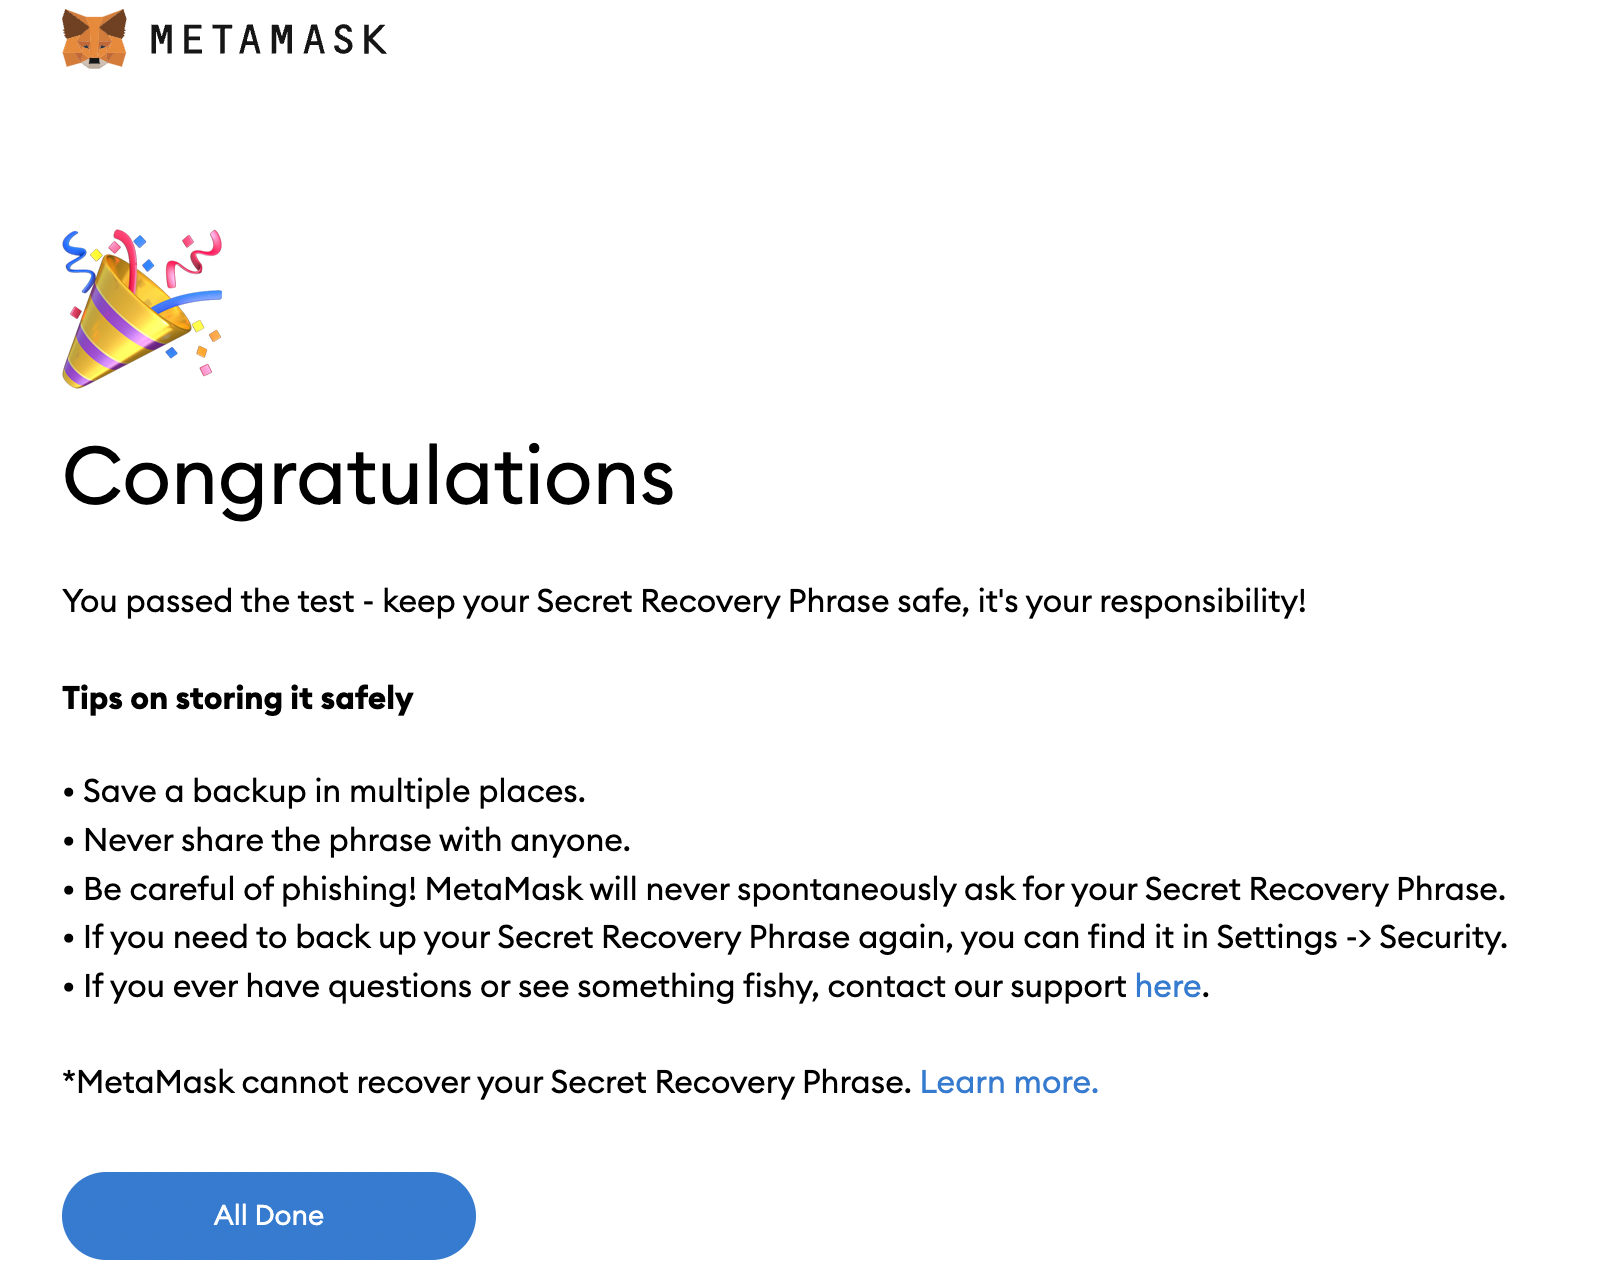 METAMASK
Congratulations
You passed the test - keep your Secret Recovery Phrase safe, it's your responsibility!
Tips on storing it safely
• Save a backup in multiple places.
• Never share the phrase with anyone.
• Be careful of phishing! MetaMask will never spontaneously ask for your Secret Recovery Phrase.
• If you need to back up your Secret Recovery Phrase again, you can find it in Settings -> Security.
• If you ever have questions or see something fishy, contact our support here.
*MetaMask cannot recover your Secret Recovery Phrase. Learn more.
All Done